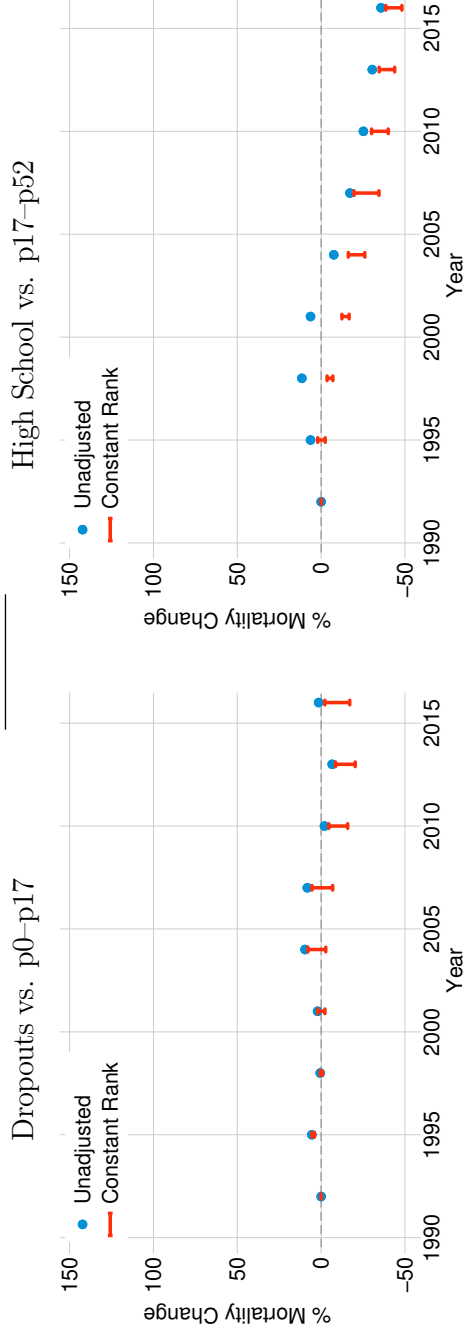 Dropouts vs. p0–p17
% Mortality Change
150
100
50
0
-50
Unadjusted
Constant Rank
1990
1995
2000
2005
2010
2015
Year
High School vs. p17–p52
% Mortality Change
150
100
50
0
-50
Unadjusted
Constant Rank
1990
1995
2000
2005
2010
2015
Year